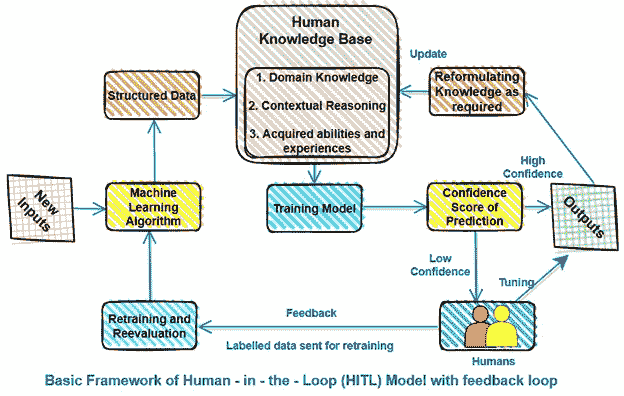 Human
Knowledge Base
1. Domain Knowledge
2. Contextual Reasoning
3. Acquired abilities and
experiences
Update
Structured Data
Reformulating
Knowledge as
required
High
Confidence
New
Inputs
Machine
Learning
Algorithm
Training Model
Confidence
Score of
Prediction
Outputs
Low
Confidence
Tuning
Retraining and
Reevaluation
Feedback
Labelled data sent for retraining
Humans
Basic Framework of Human - in - the - Loop (HITL) Model with feedback loop